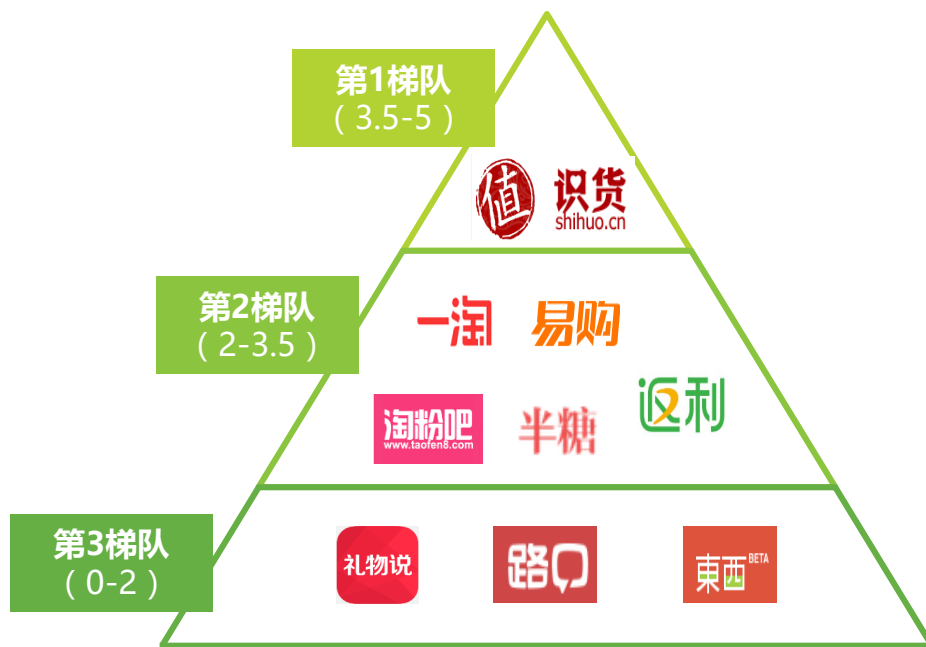 第1梯队
（3.5-5）
值
识货
shihuo.cn
第2梯队
（2-3.5）
一淘
易购
淘粉吧
www.taofen8.com
半糖
返利
第3梯队
（0-2）
礼物说
路口
東西
BETA